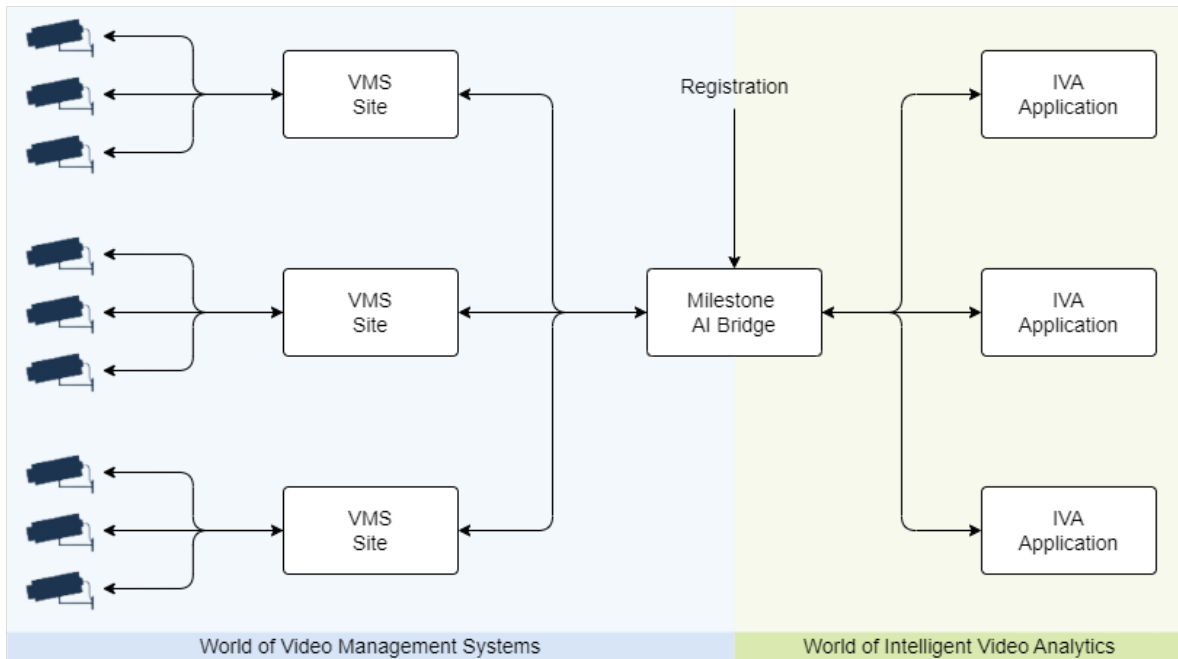 VMS
Site
Registration
IVA
Application
VMS
Site
Milestone
AI Bridge
IVA
Application
VMS
Site
IVA
Application
World of Video Management Systems
World of Intelligent Video Analytics